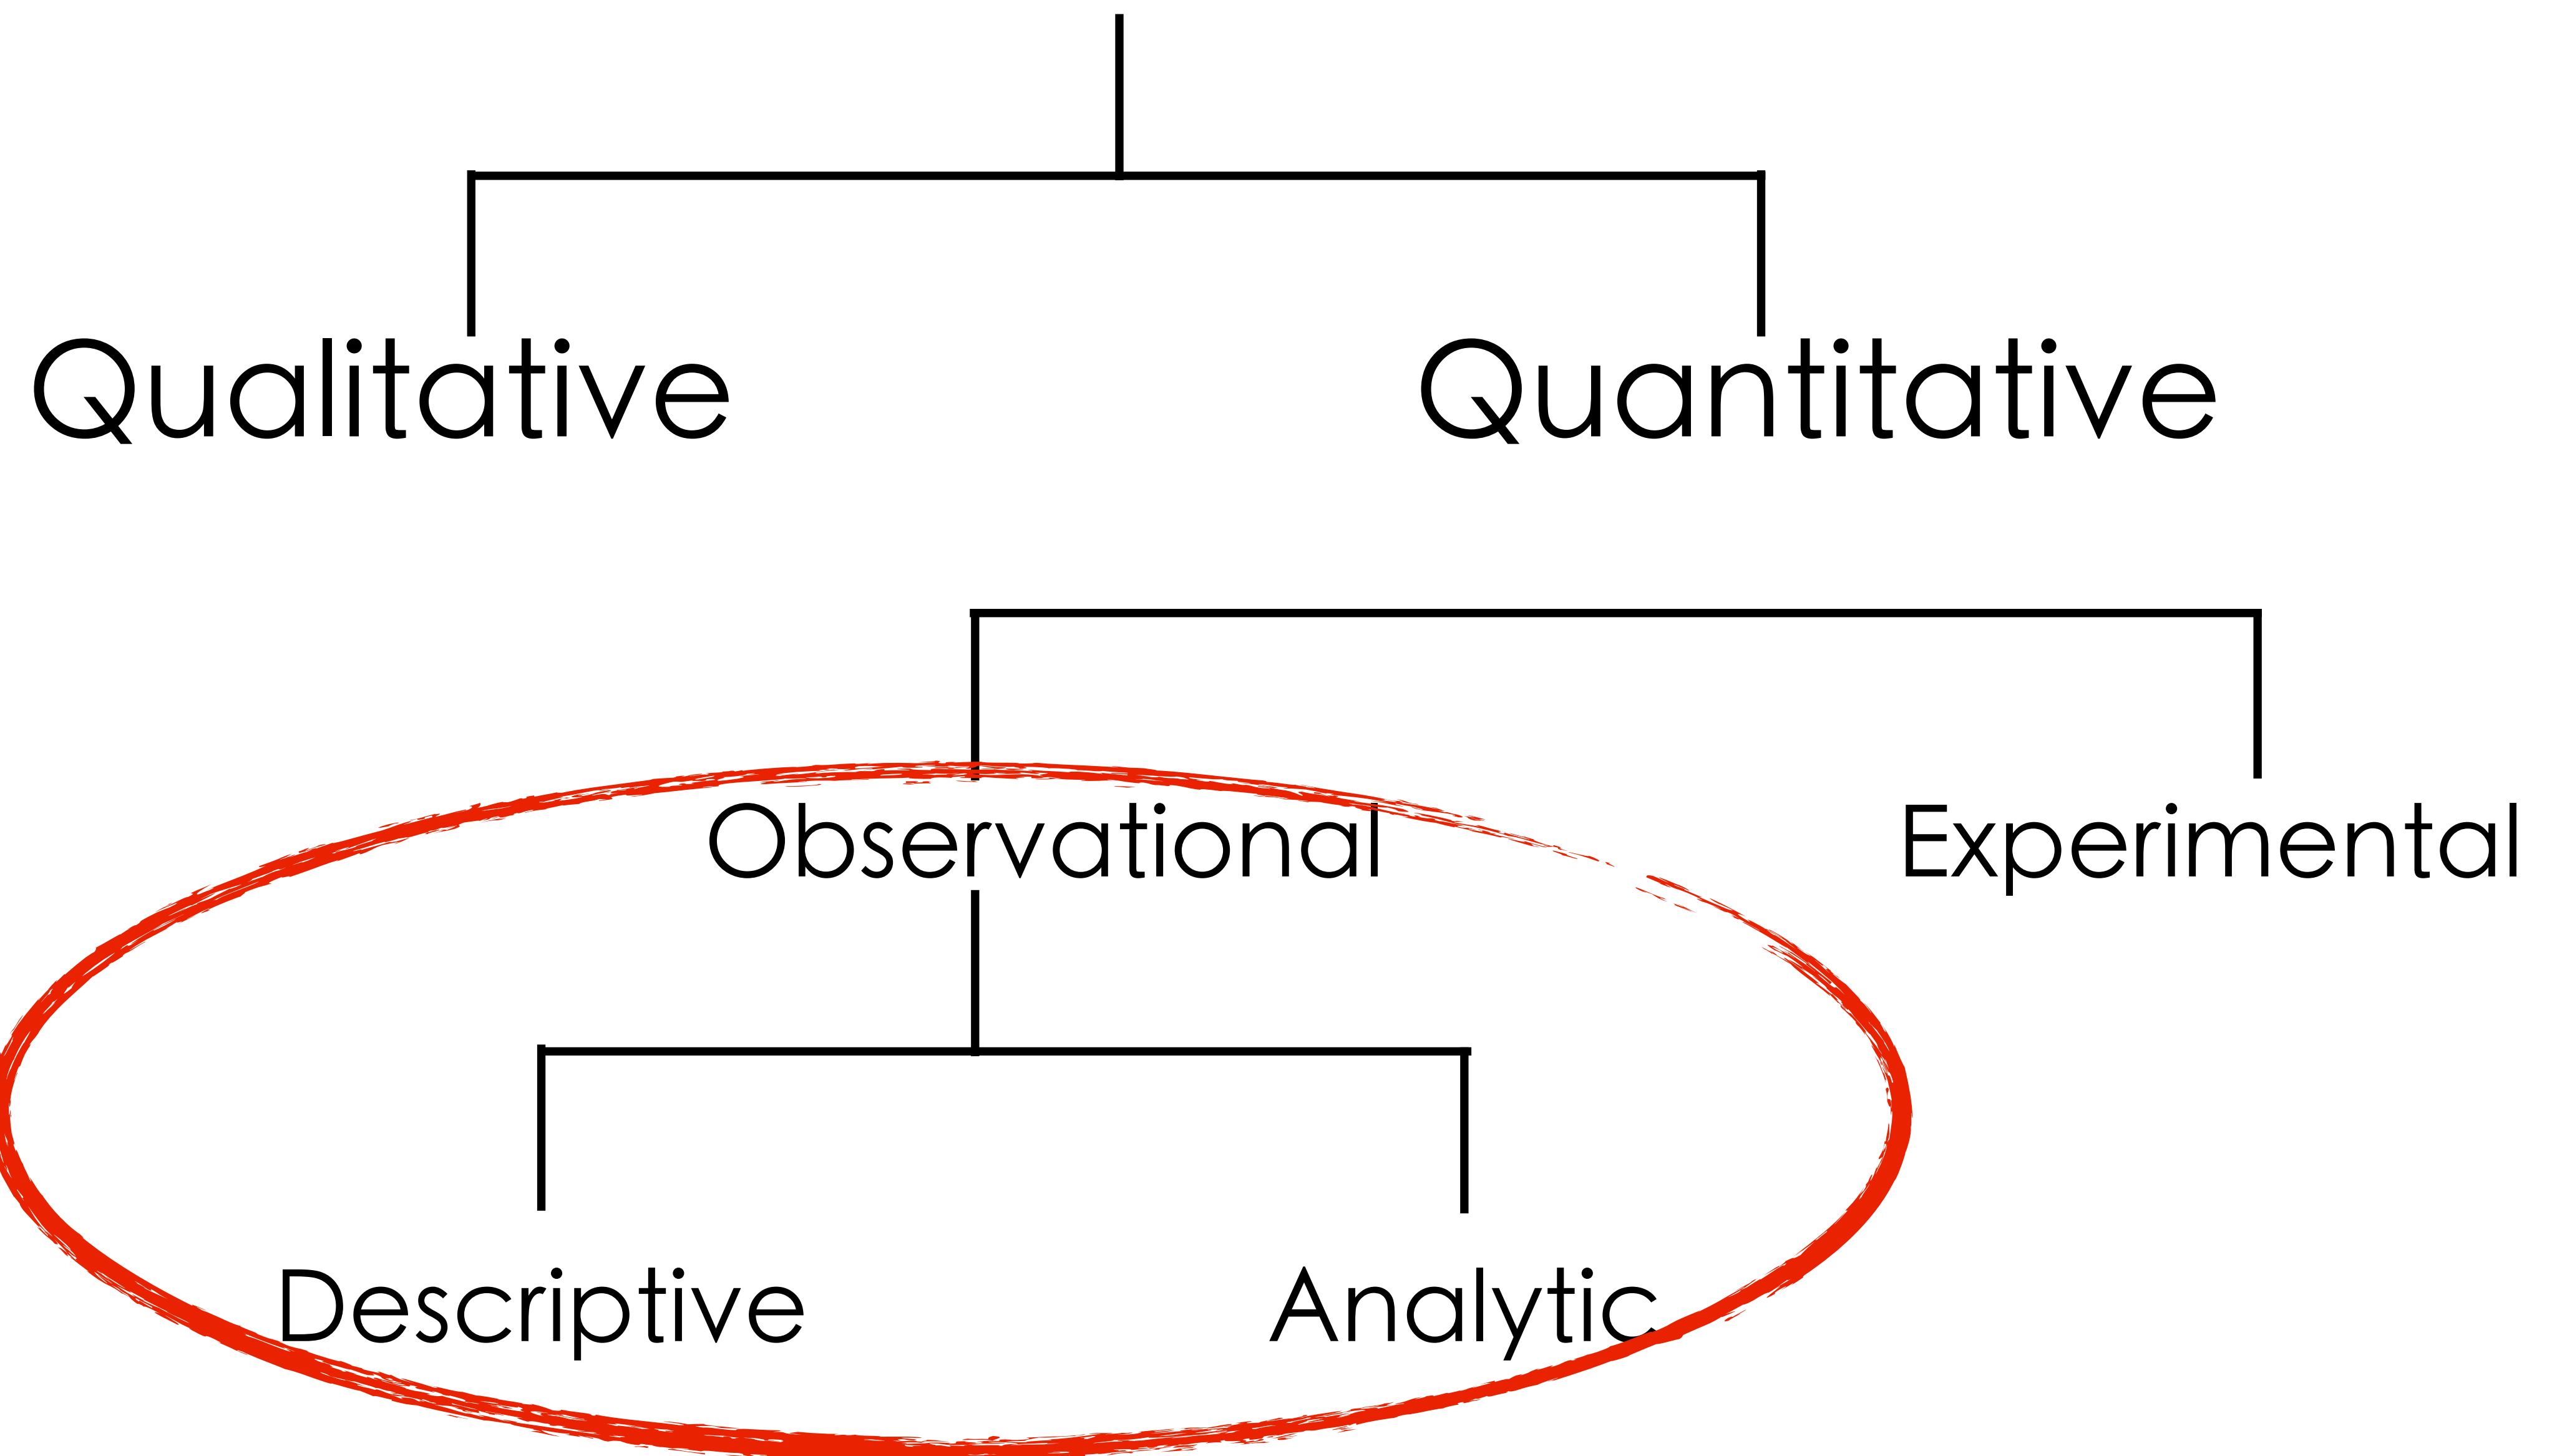 Qualitative Quantitative
Observational Experimental
Descriptive Analytic